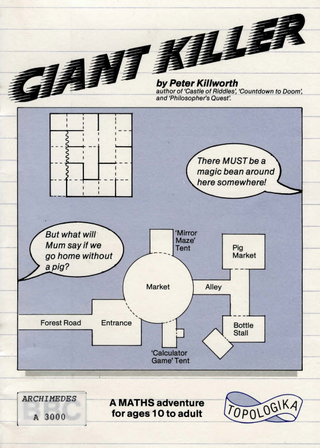 GIANT KILLER
by Peter Killworth
author of 'Castle of Riddles', 'Countdown to Doom',
and 'Philosopher's Quest'.
There MUST be a
magic bean around
here somewhere!
But what will
Mum say if we
go home without
a pig?
'Mirror
Maze'
Tent
Pig
Market
Market
Alley
Forest Road
Entrance
Bottle
Stall
'Calculator
Game' Tent
ARCHIMEDES
BBC
A 3000
A MATHS adventure
for ages 10 to adult
TOPOLOGIKA